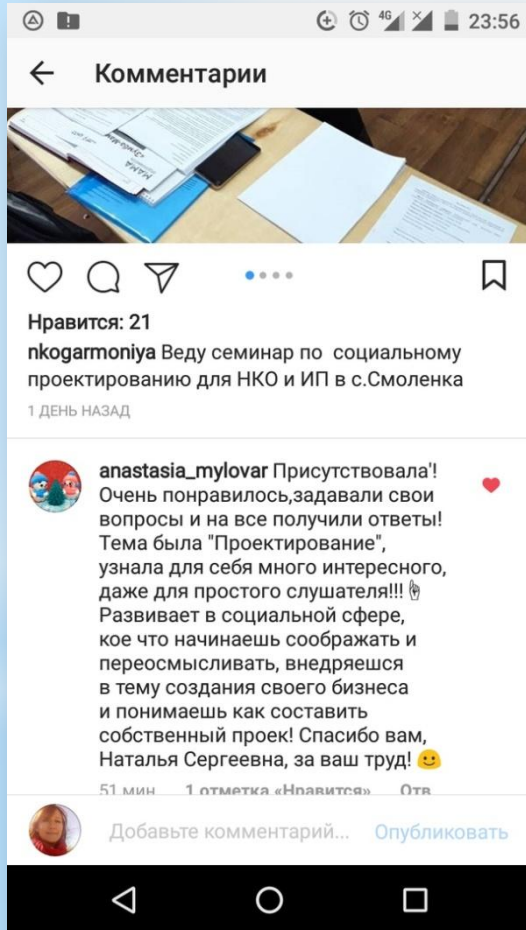 4G
23:56
Комментарии
МАМА
Нравится: 21
nkogarmoniya Веду семинар по социальному
проектированию для НКО и ИП в с.Смоленка
1 ДЕНЬ НАЗАД
anastasia_mylovar Присутствовала'!
Очень понравилось,задавали свои
вопросы и на все получили ответы!
Тема была "Проектирование",
узнала для себя много интересного,
даже для простого слушателя!!!
Развивает в социальной сфере,
кое что начинаешь соображать и
переосмысливать, внедряешся
в тему создания своего бизнеса
и понимаешь как составить
собственный проек! Спасибо вам,
Наталья Сергеевна, за ваш труд! 🙂
51 мин 1 отметка «Нравится» Отв
Добавьте комментарий... Опубликовать